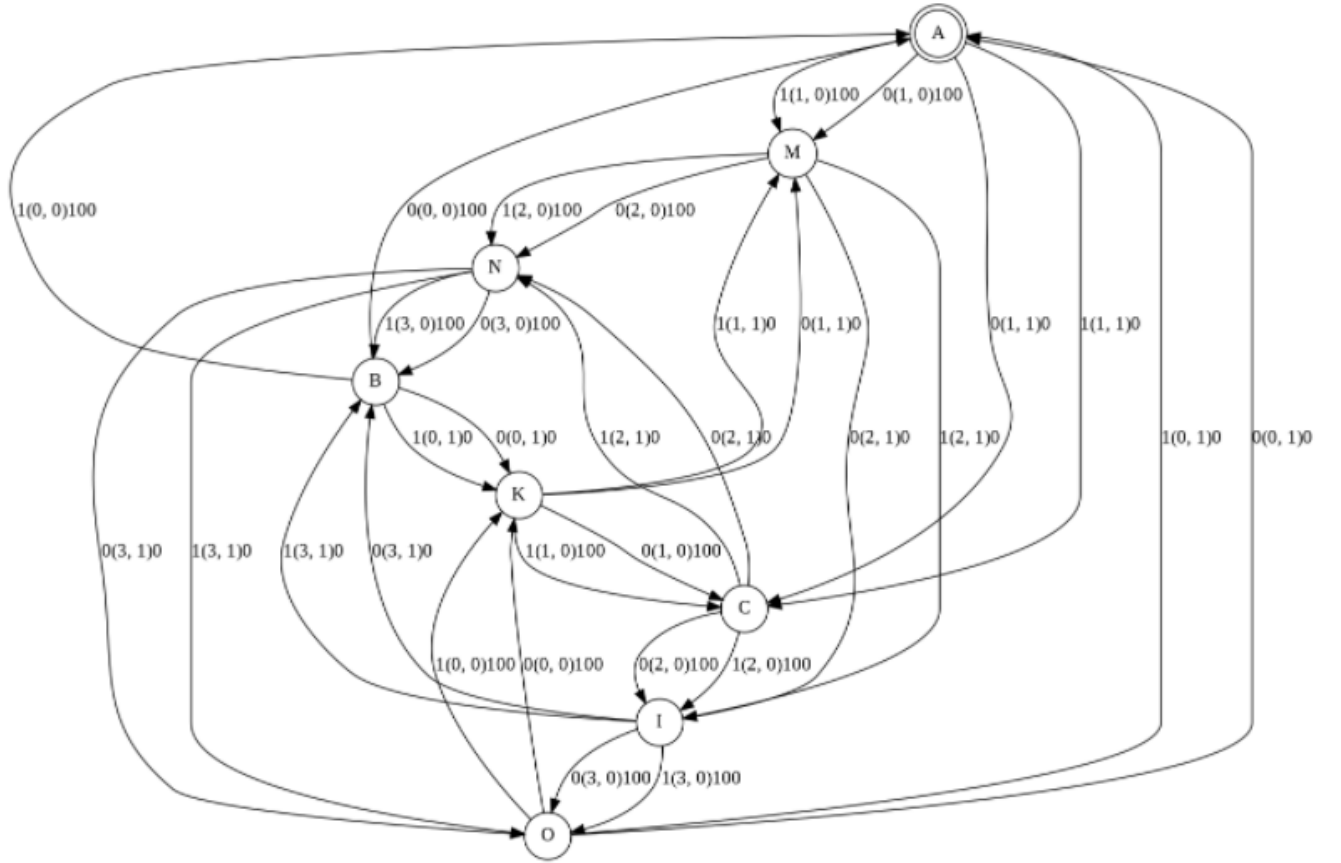 A
1(1, 0)100 0(1, 0)100
M
1(0, 0)100 0(0, 0)100 1(2, 0)100 0(2, 0)100
N
1(3, 0)100 0(3, 0)100 1(1, 1)0 0(1, 1)0 0(1, 1)0 1(1, 1)0
B
1(0, 1)0 0(0, 1)0 1(2, 1)0 0(2, 1)0 0(2, 1)0 1(2, 1)0 1(0, 1)0 0(0, 1)0
K
0(3, 1)0 1(3, 1)0 1(3, 1)0 0(3, 1)0 1(1, 0)100 0(1, 0)100
C
1(0, 0)100 0(0, 0)100 0(2, 0)100 1(2, 0)100
I
0(3, 0)100 1(3, 0)100
O